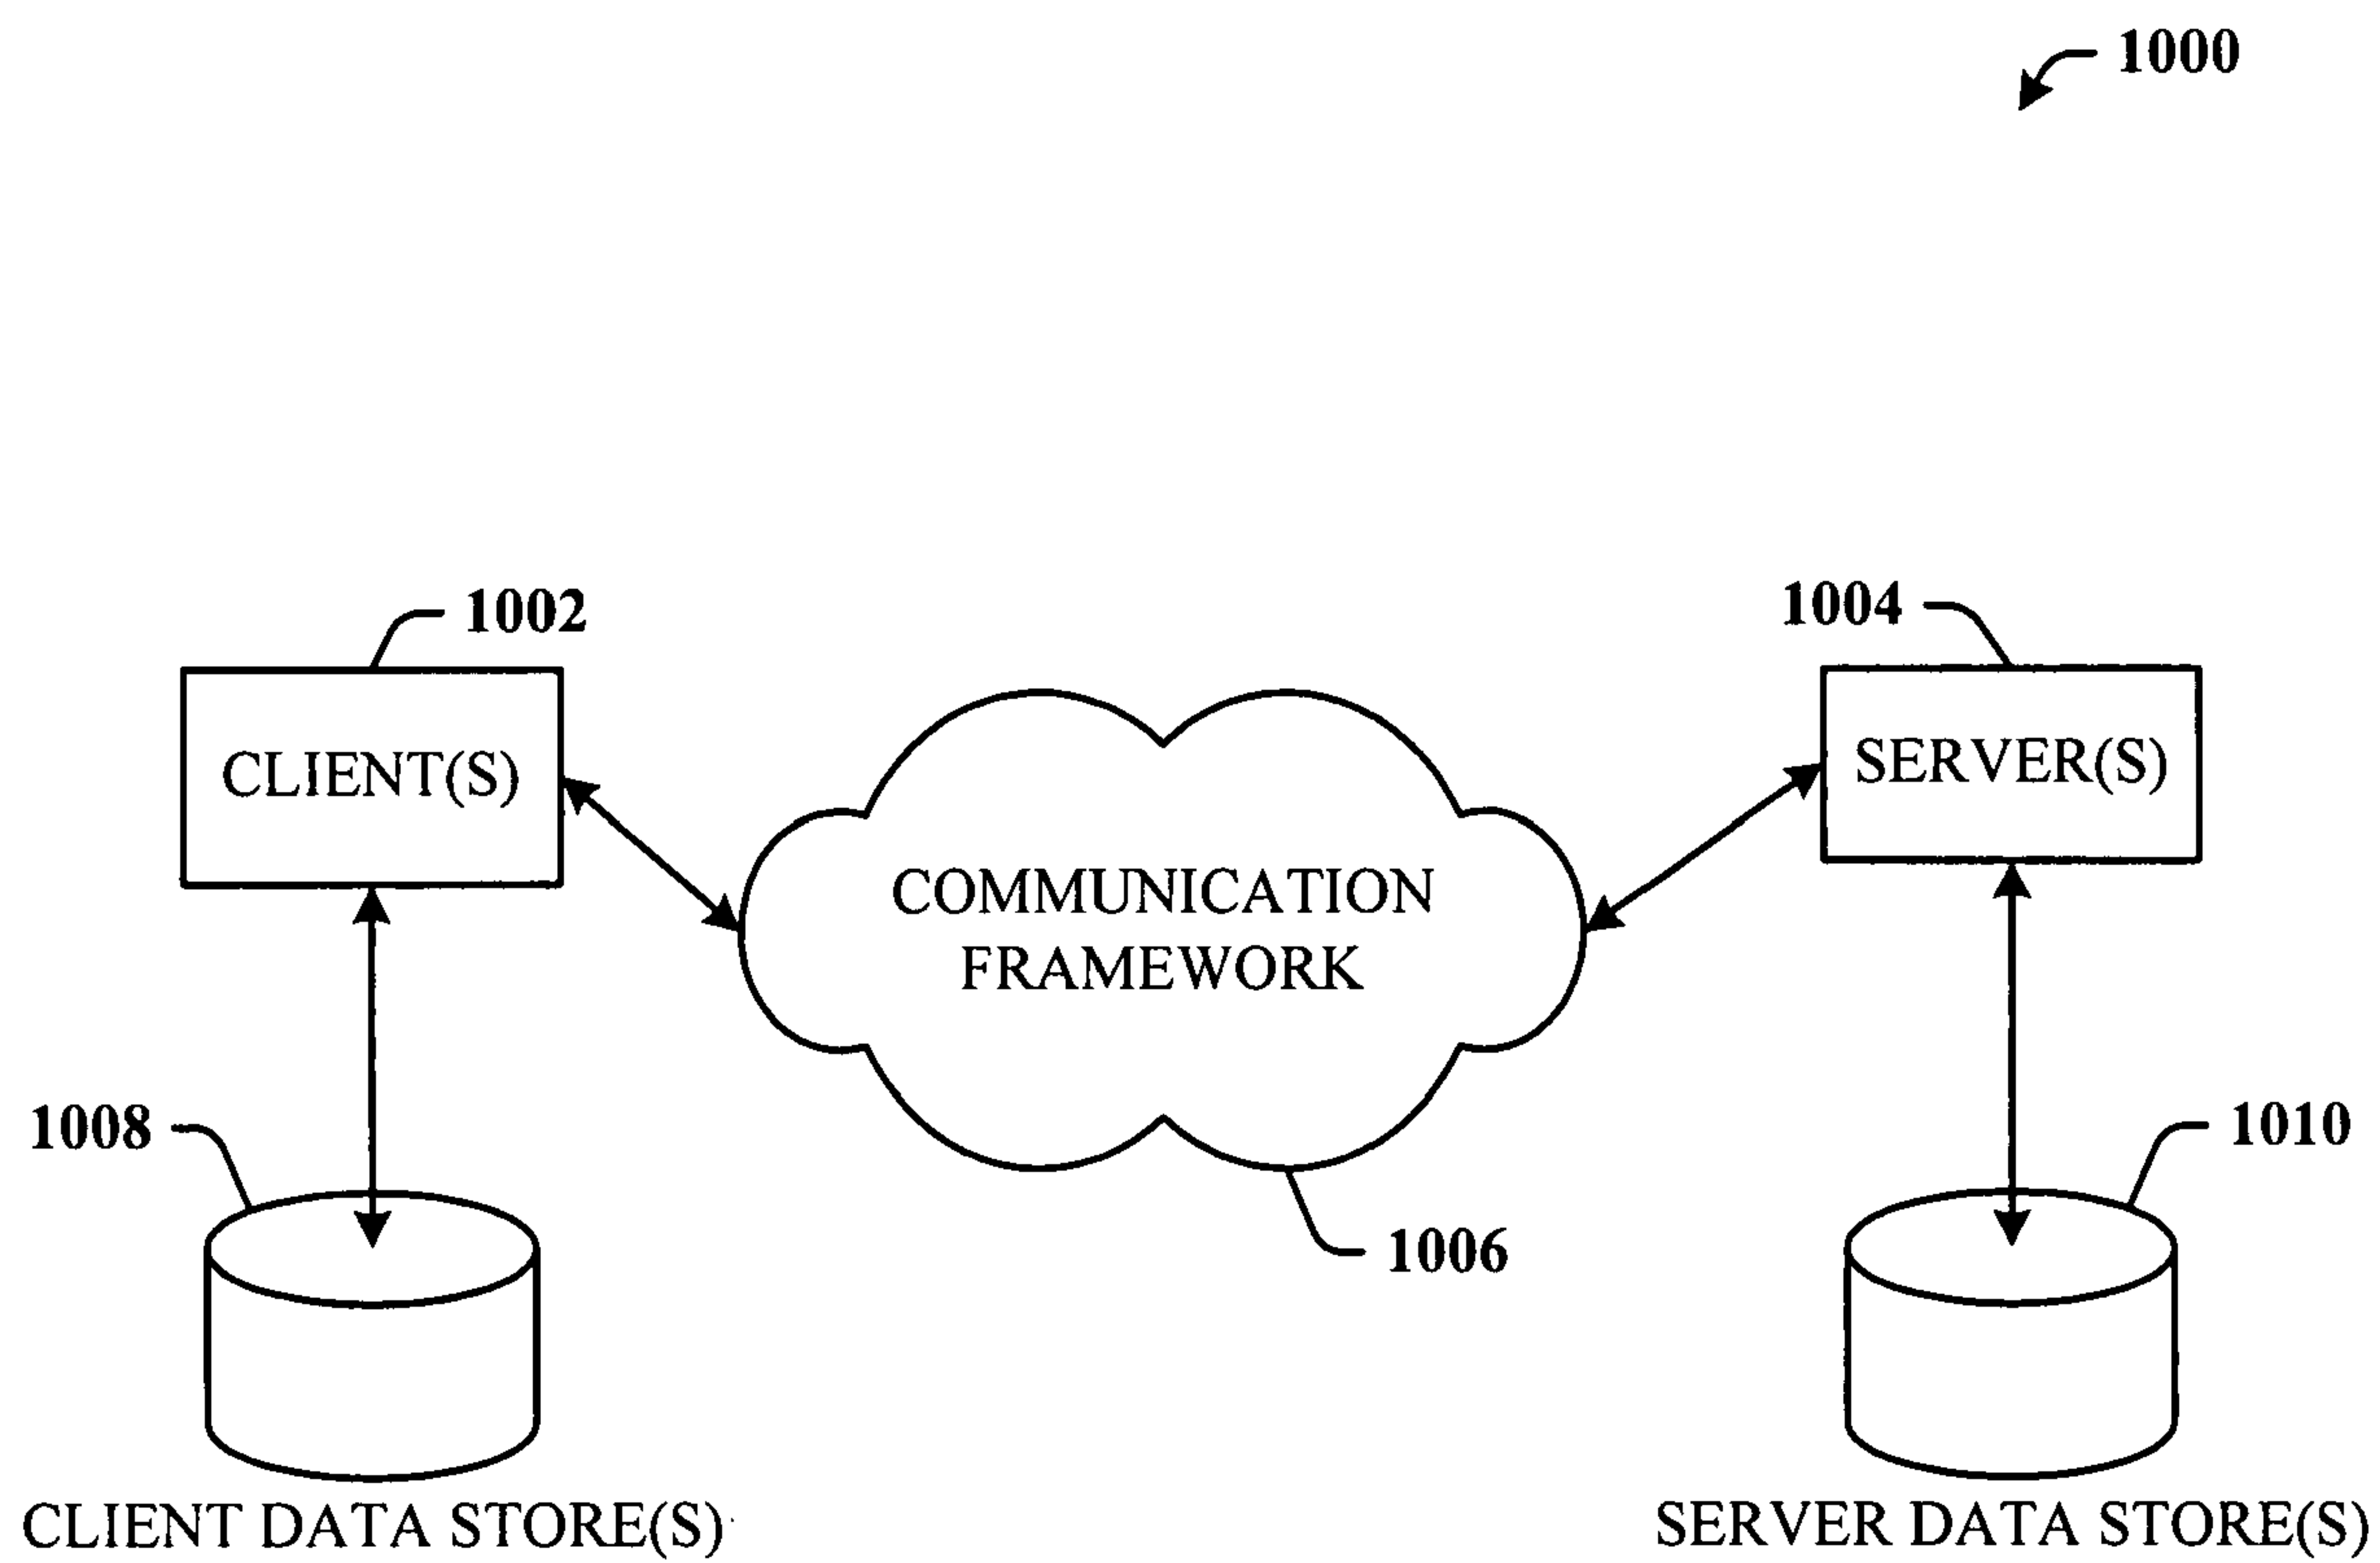 1000
1002
1004
CLIENT(S)
SERVER(S)
COMMUNICATION
FRAMEWORK
1008
1010
1006
CLIENT DATA STORE(S)
SERVER DATA STORE(S)